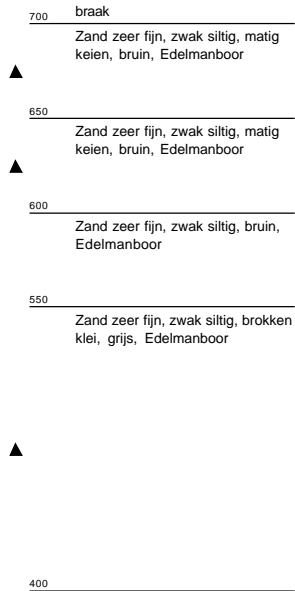 braak
700
Zand zeer fijn, zwak siltig, matig
keien, bruin, Edelmanboor
650
Zand zeer fijn, zwak siltig, matig
keien, bruin, Edelmanboor
600
Zand zeer fijn, zwak siltig, bruin,
Edelmanboor
550
Zand zeer fijn, zwak siltig, brokken
klei, grijs, Edelmanboor
400